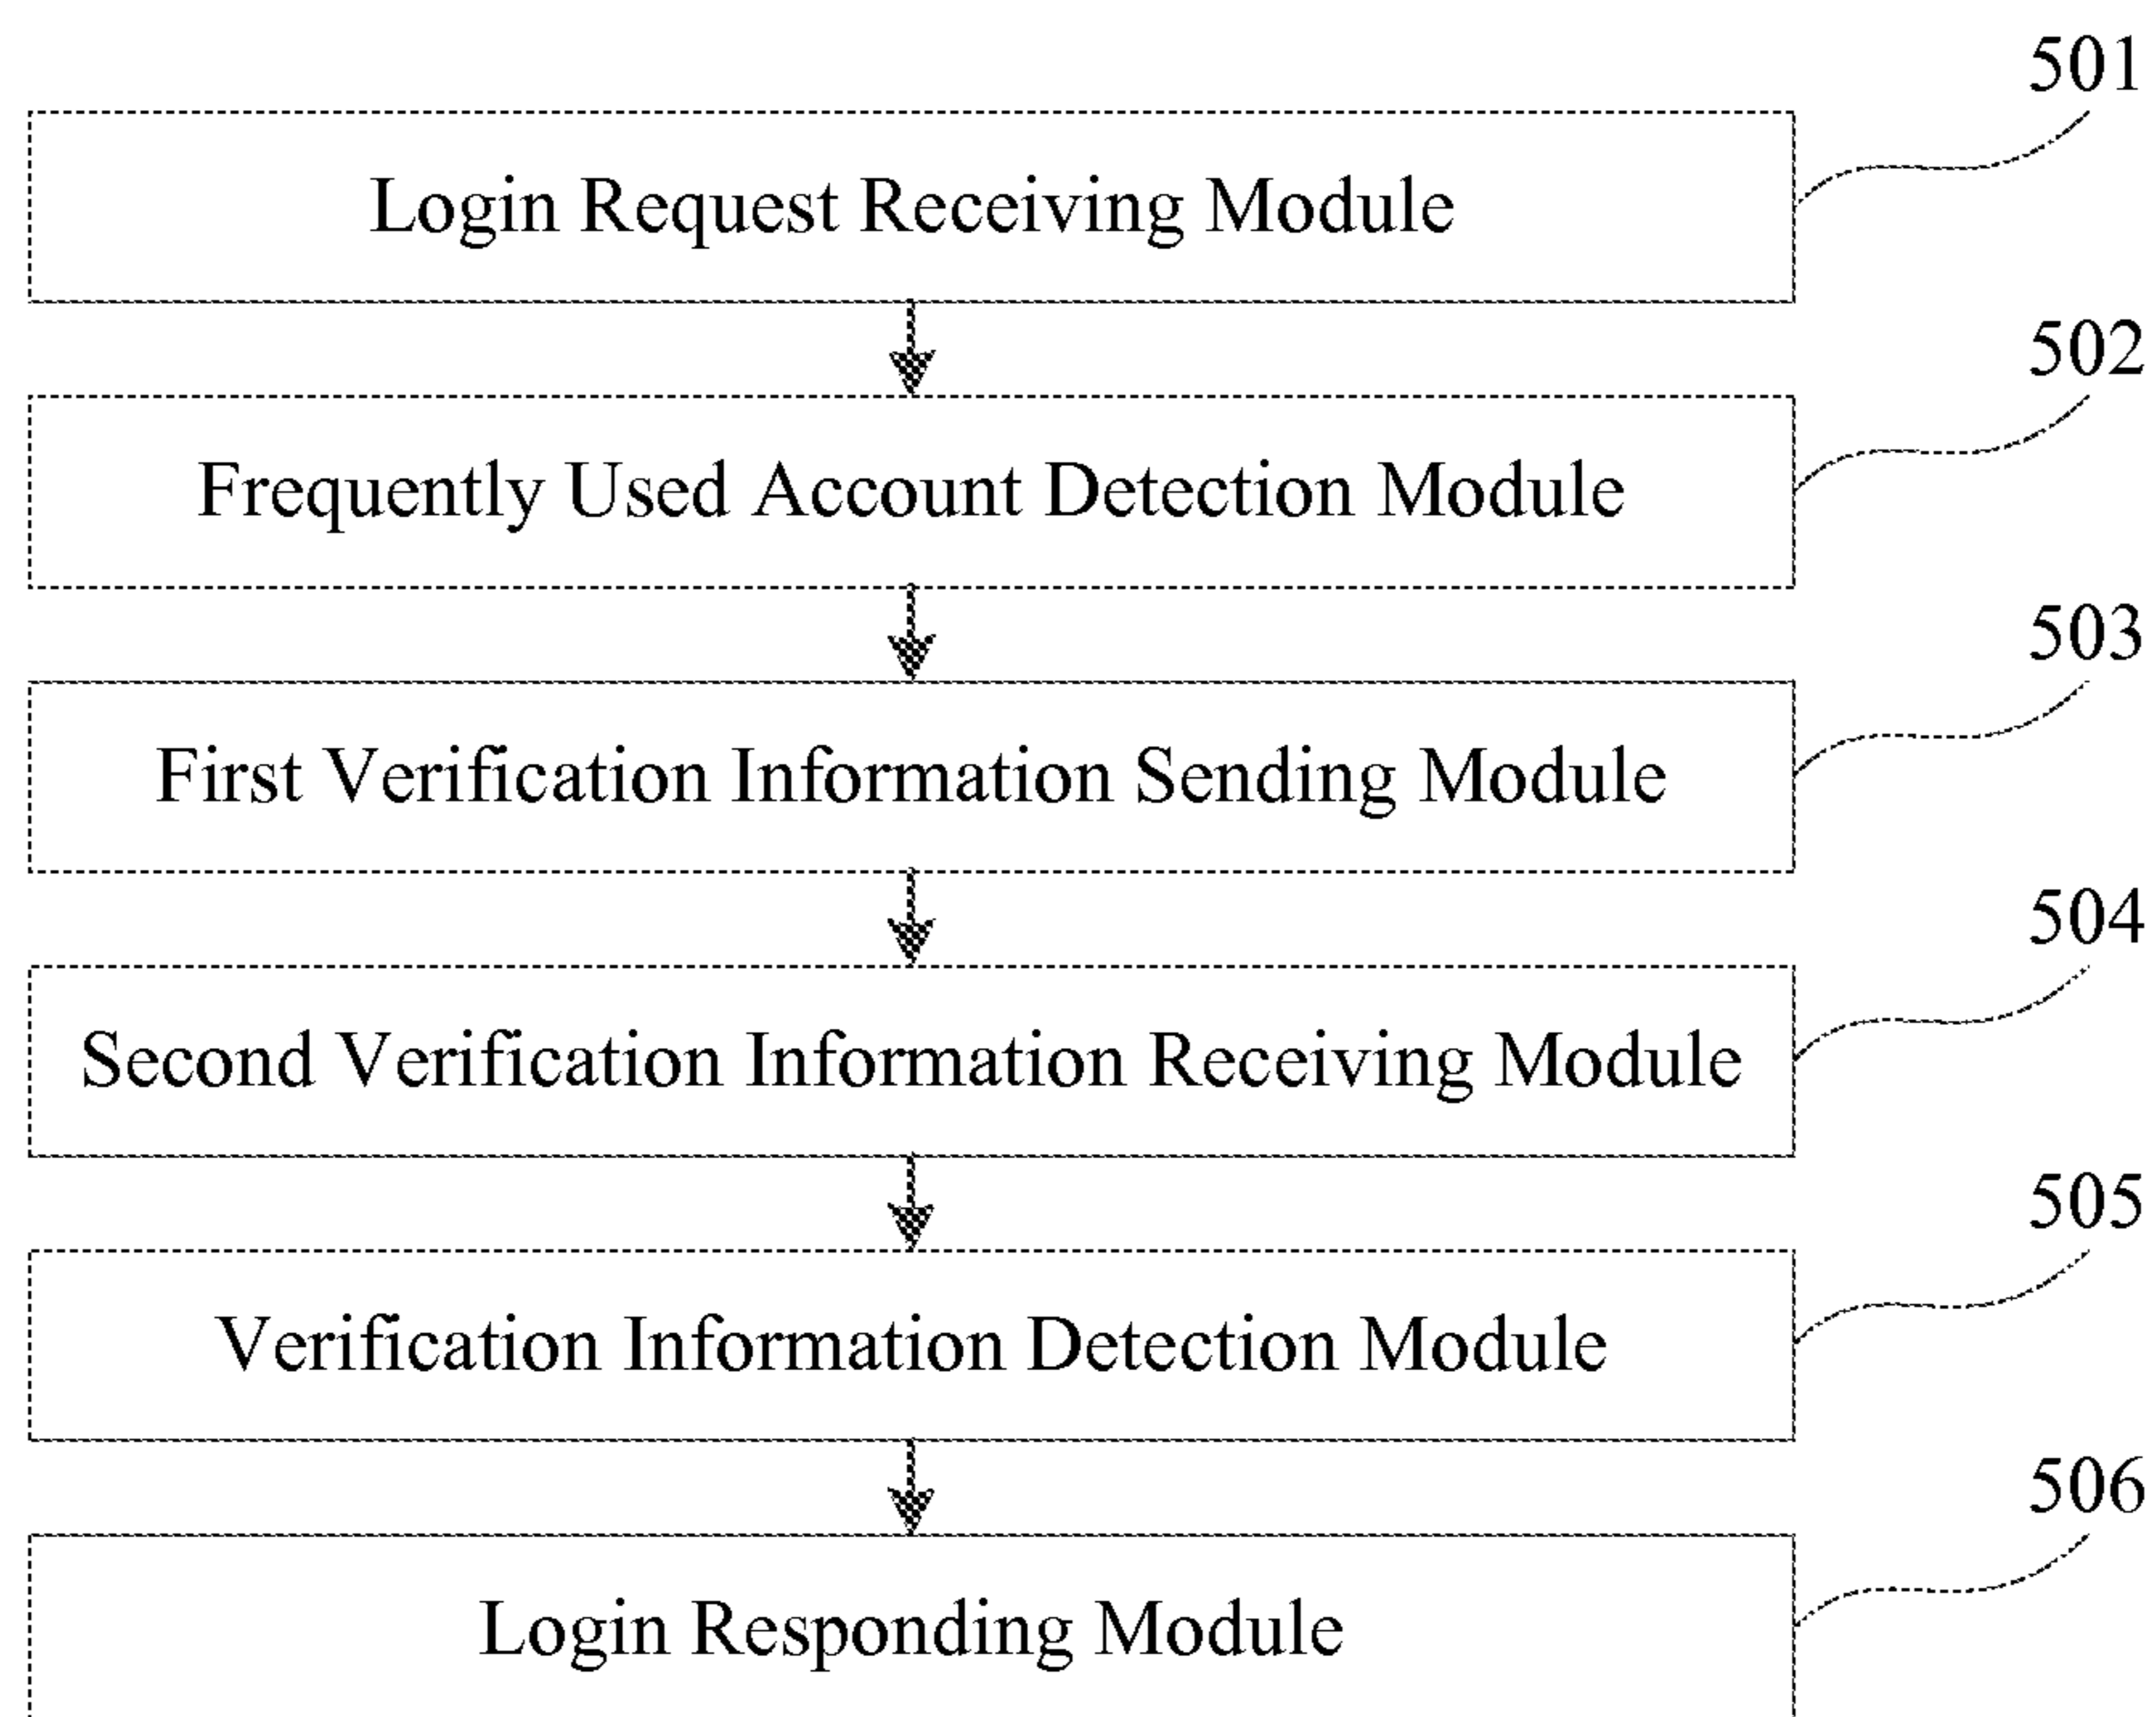 501
Login Request Receiving Module
502
Frequently Used Account Detection Module
503
First Verification Information Sending Module
504
Second Verification Information Receiving Module
505
Verification Information Detection Module
506
Login Responding Module